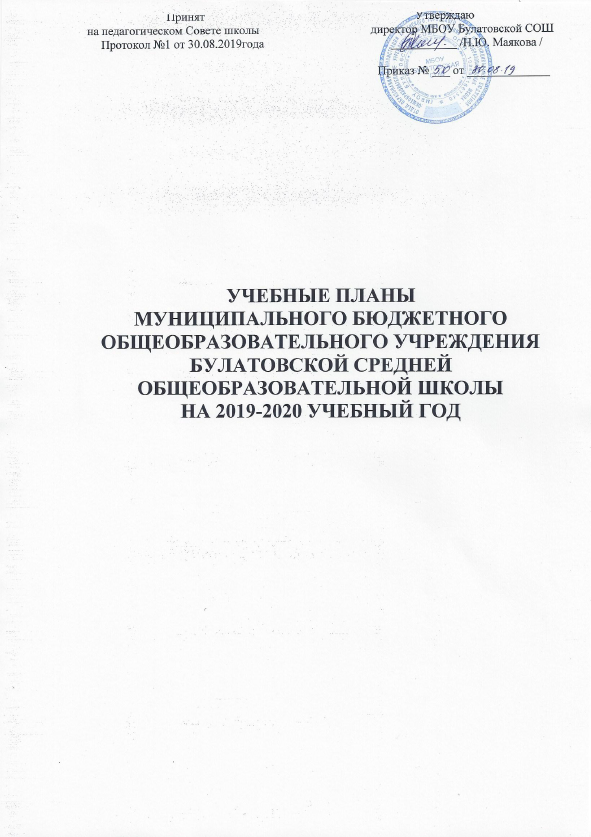 Принят
на педагогическом Совете школы
Протокол №1 от 30.08.2019года
Утверждаю
директор МБОУ Булатовской СОШ
/Н.Ю. Маякова /
Приказ № 50 от 30.08.19
УЧЕБНЫЕ ПЛАНЫ
МУНИЦИПАЛЬНОГО БЮДЖЕТНОГО
ОБЩЕОБРАЗОВАТЕЛЬНОГО УЧРЕЖДЕНИЯ
БУЛАТОВСКОЙ СРЕДНЕЙ
ОБЩЕОБРАЗОВАТЕЛЬНОЙ ШКОЛЫ
НА 2019-2020 УЧЕБНЫЙ ГОД